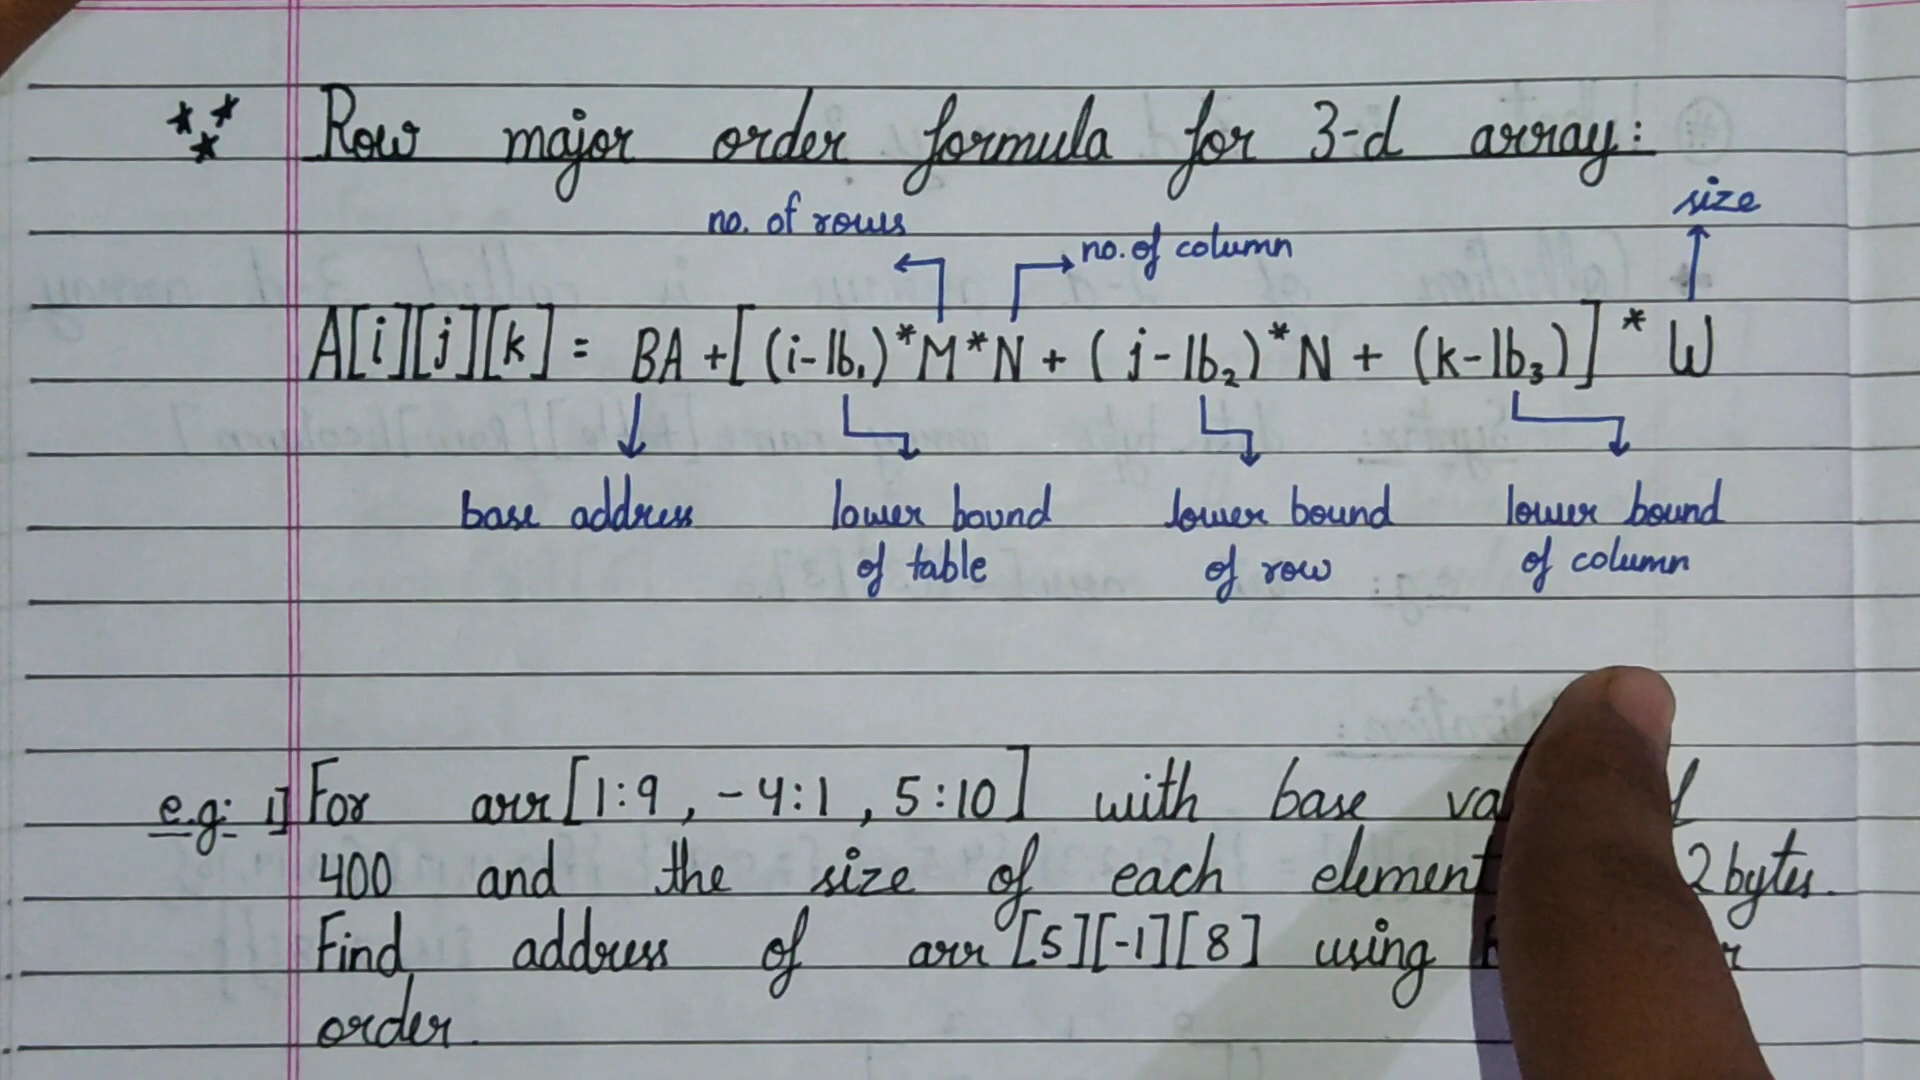 Row major order formula for 3-d array:
size
no. of rows
no. of column
A[i][j][k] = BA + [(i-lb₁)*M*N + (j-lb₂)*N + (k-lb₃)] * W
base address lower bound of table lower bound of row lower bound of column
e.g: 1] For arr[1:9, -4:1, 5:10] with base
400 and the size of each element 2 bytes.
Find address of arr[5][-1][8] using
order.